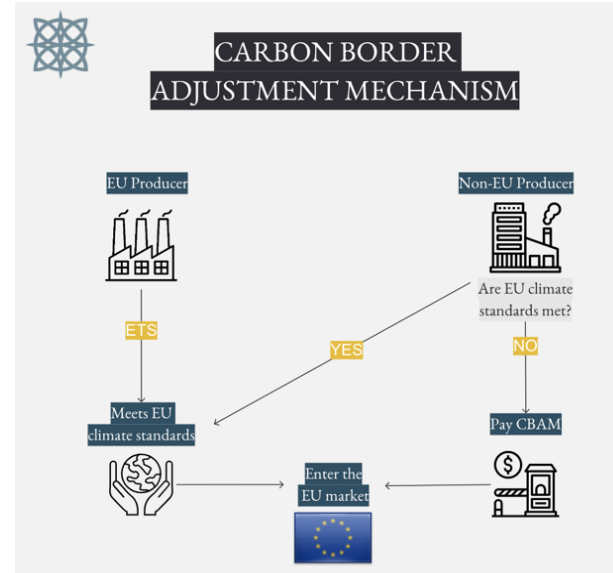 CARBON BORDER
ADJUSTMENT MECHANISM
EU Producer
Non-EU Producer
Are EU climate
standards met?
ETS
YES
NO
Meets EU
climate standards
Pay CBAM
Enter the
EU market
$